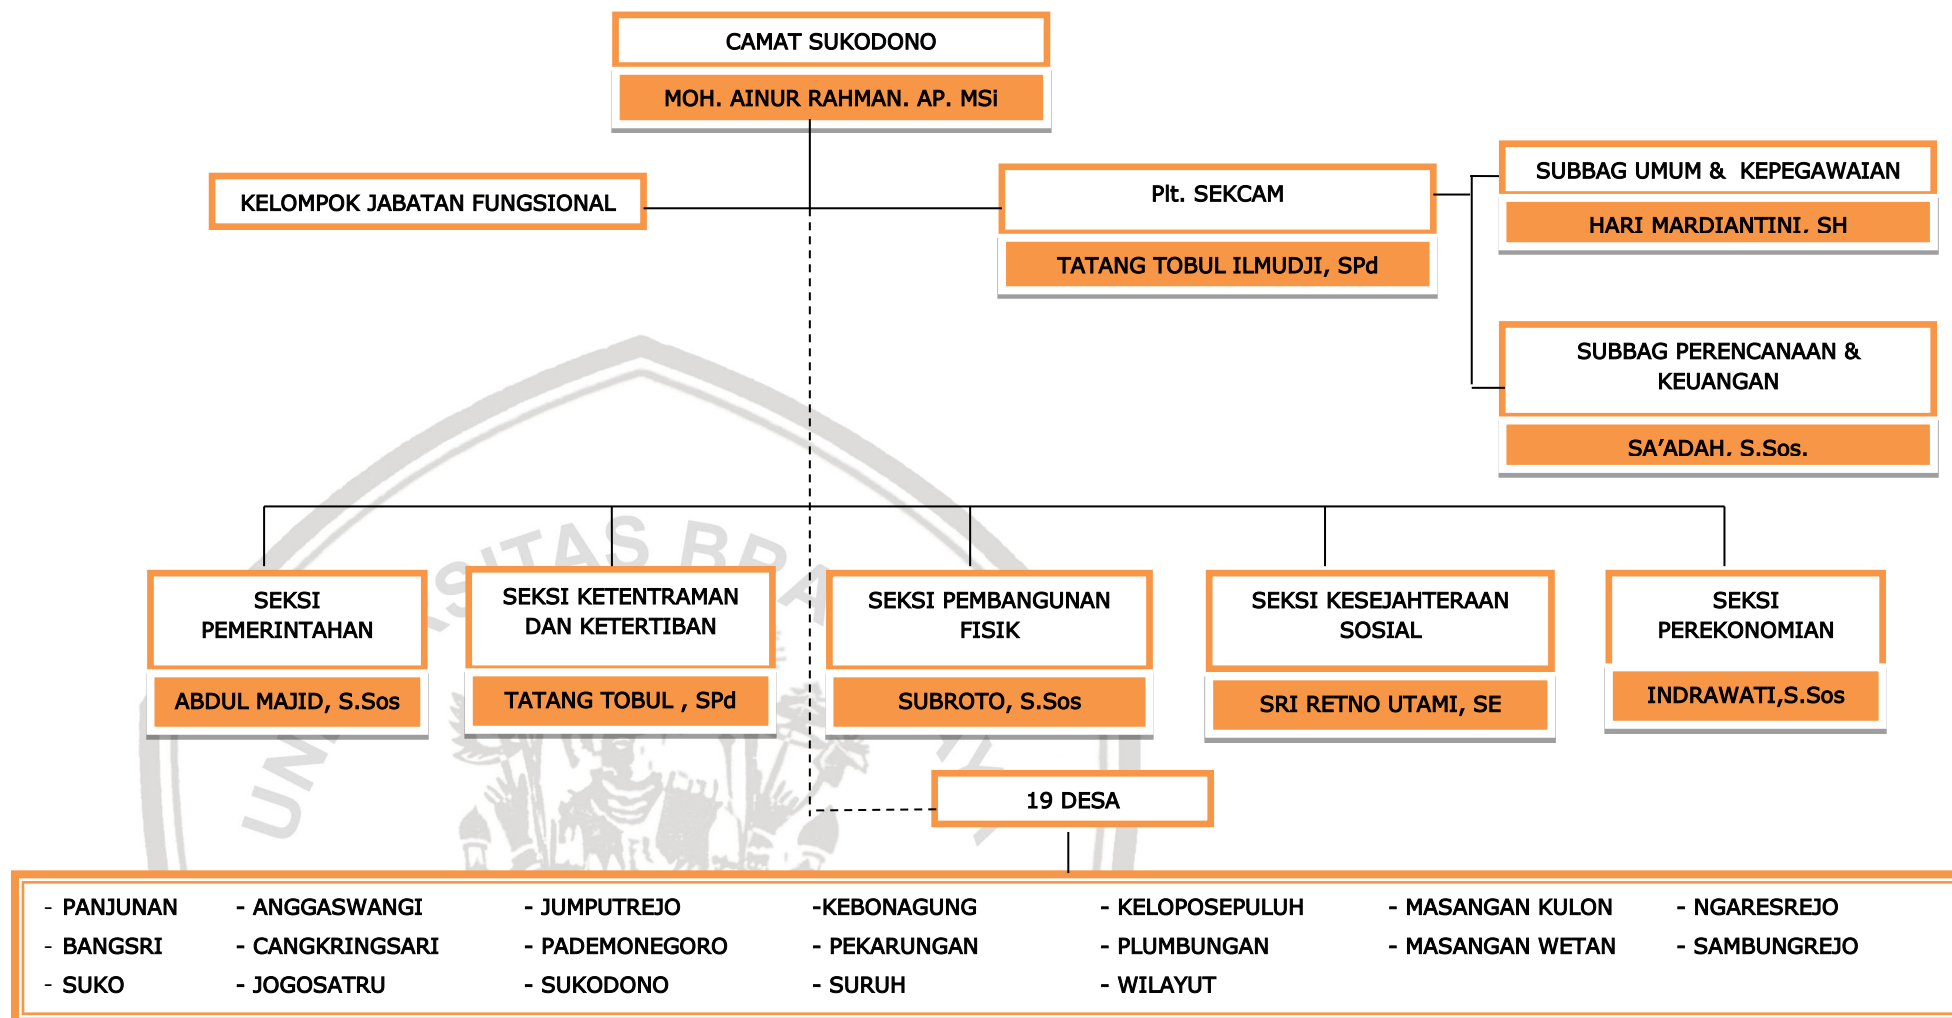 CAMAT SUKODONO
MOH. AINUR RAHMAN. AP. MSi
KELOMPOK JABATAN FUNGSIONAL
Plt. SEKCAM
TATANG TOBUL ILMUDJI, SPd
SUBBAG UMUM & KEPEGAWAIAN
HARI MARDIANTINI. SH
SUBBAG PERENCANAAN &
KEUANGAN
SA’ADAH. S.Sos.
SEKSI
PEMERINTAHAN
ABDUL MAJID, S.Sos
SEKSI KETENTRAMAN
DAN KETERTIBAN
TATANG TOBUL , SPd
SEKSI PEMBANGUNAN
FISIK
SUBROTO, S.Sos
SEKSI KESEJAHTERAAN
SOSIAL
SRI RETNO UTAMI, SE
SEKSI
PEREKONOMIAN
INDRAWATI,S.Sos
19 DESA
- PANJUNAN - ANGGASWANGI - JUMPUTREJO -KEBONAGUNG - KELOPOSEPULUH - MASANGAN KULON - NGARESREJO
- BANGSRI - CANGKRINGSARI - PADEMONEGORO - PEKARUNGAN - PLUMBUNGAN - MASANGAN WETAN - SAMBUNGREJO
- SUKO - JOGOSATRU - SUKODONO - SURUH - WILAYUT